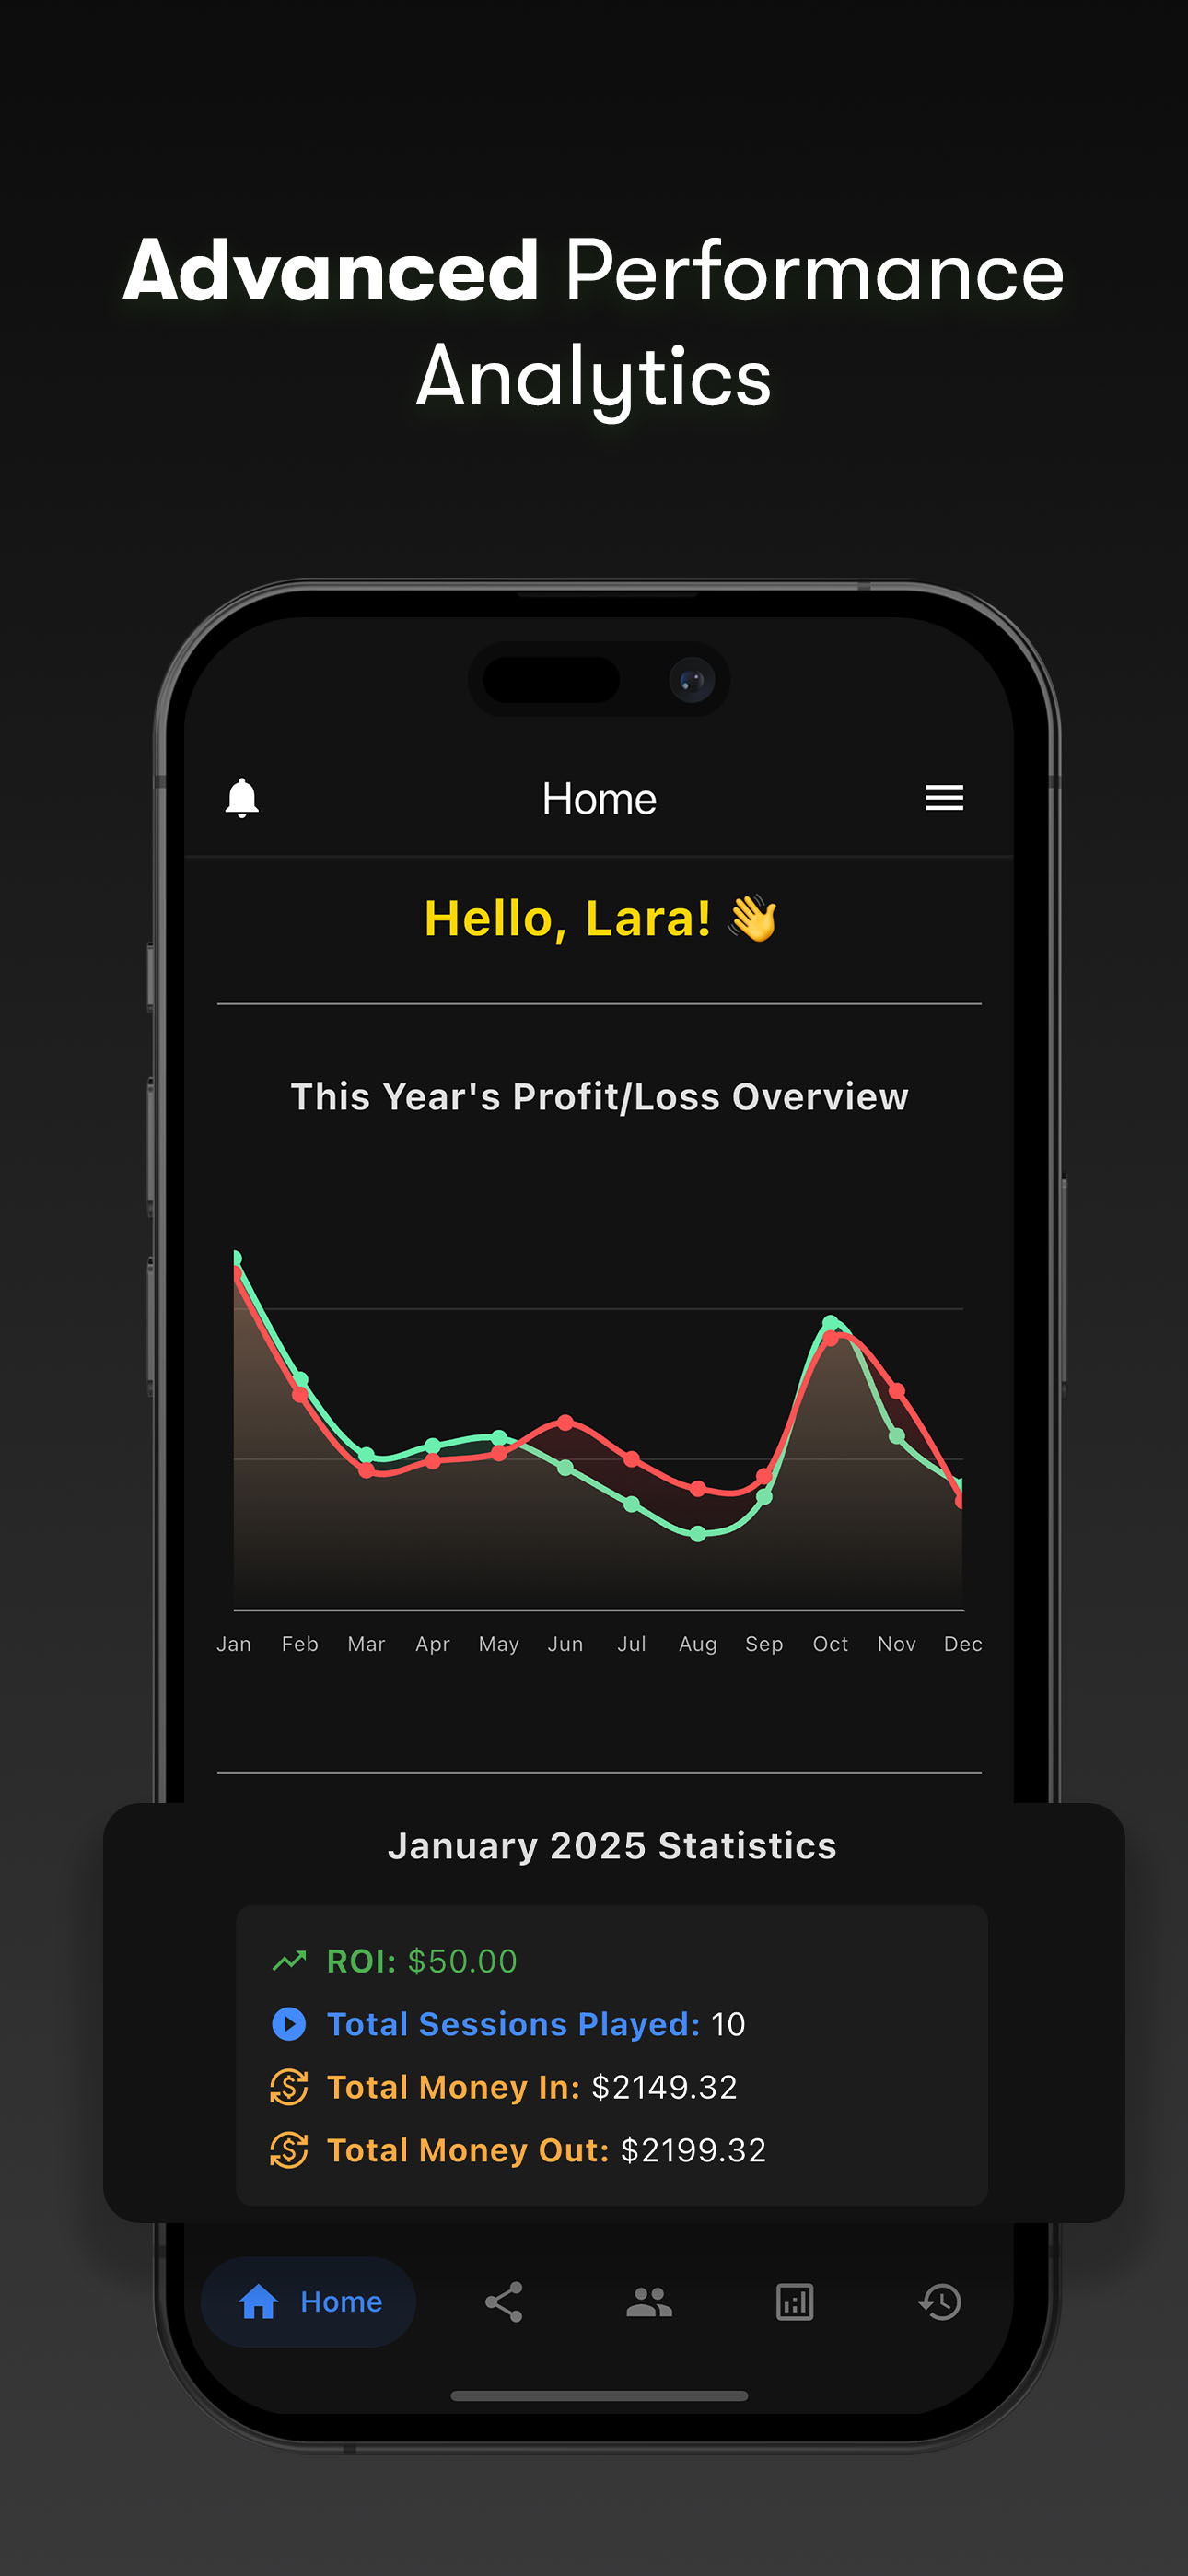 Advanced Performance
Analytics
Home
Hello, Lara! 👋
This Year's Profit/Loss Overview
Jan Feb Mar Apr May Jun Jul Aug Sep Oct Nov Dec
January 2025 Statistics
ROI: $50.00
Total Sessions Played: 10
Total Money In: $2149.32
Total Money Out: $2199.32
Home